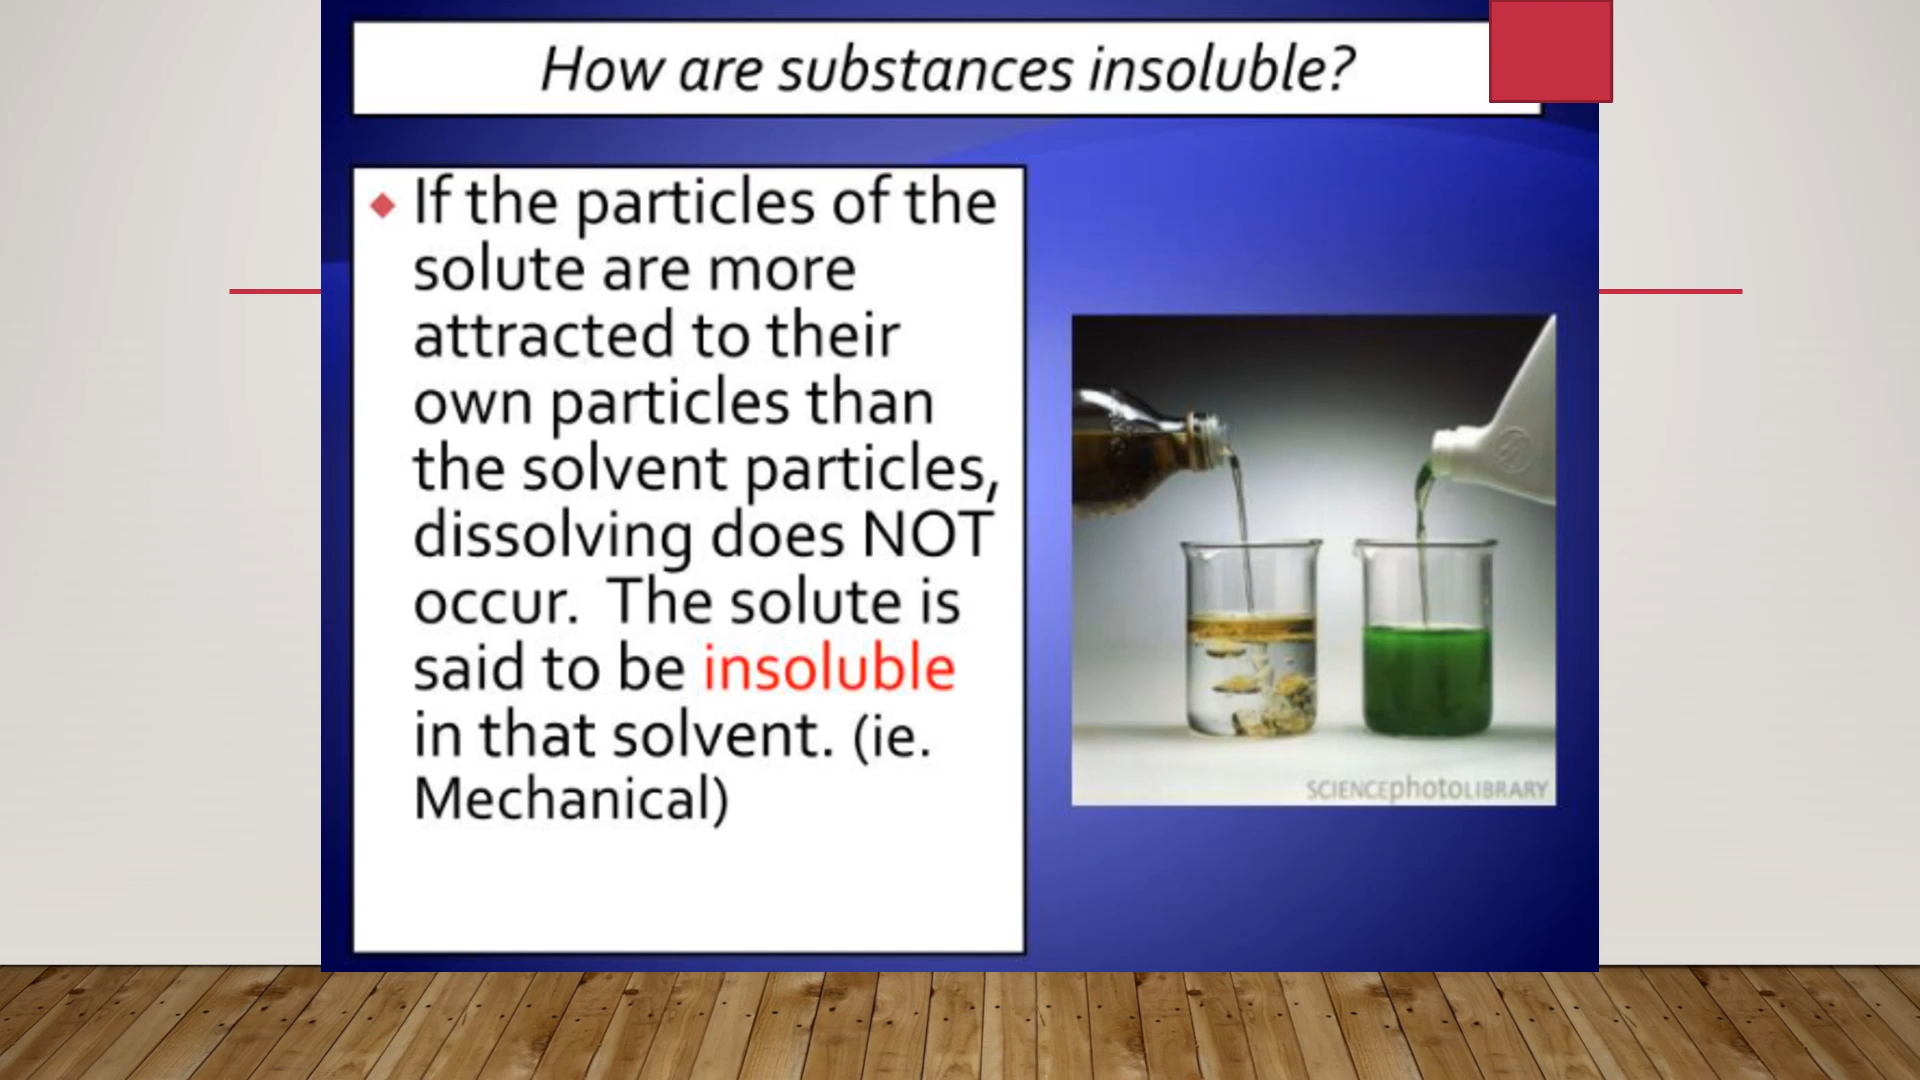 How are substances insoluble?
If the particles of the
solute are more
attracted to their
own particles than
the solvent particles,
dissolving does NOT
occur.  The solute is
said to be insoluble
in that solvent. (ie.
Mechanical)
SCIENCEphotoLIBRARY